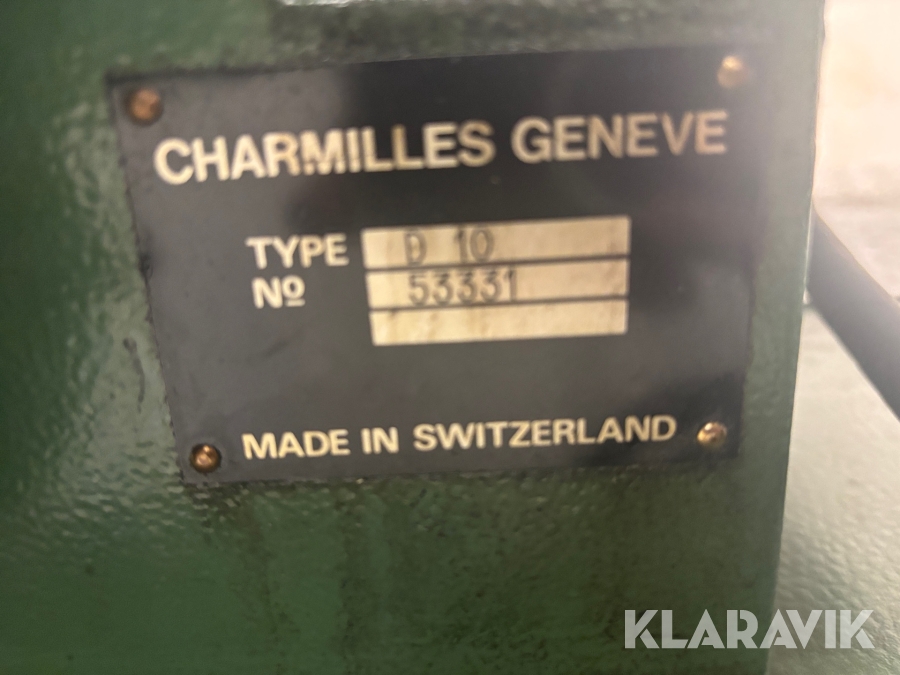 CHARMILLES GENEVE
TYPE D 10
Nº 53331
MADE IN SWITZERLAND
KLARAVIK